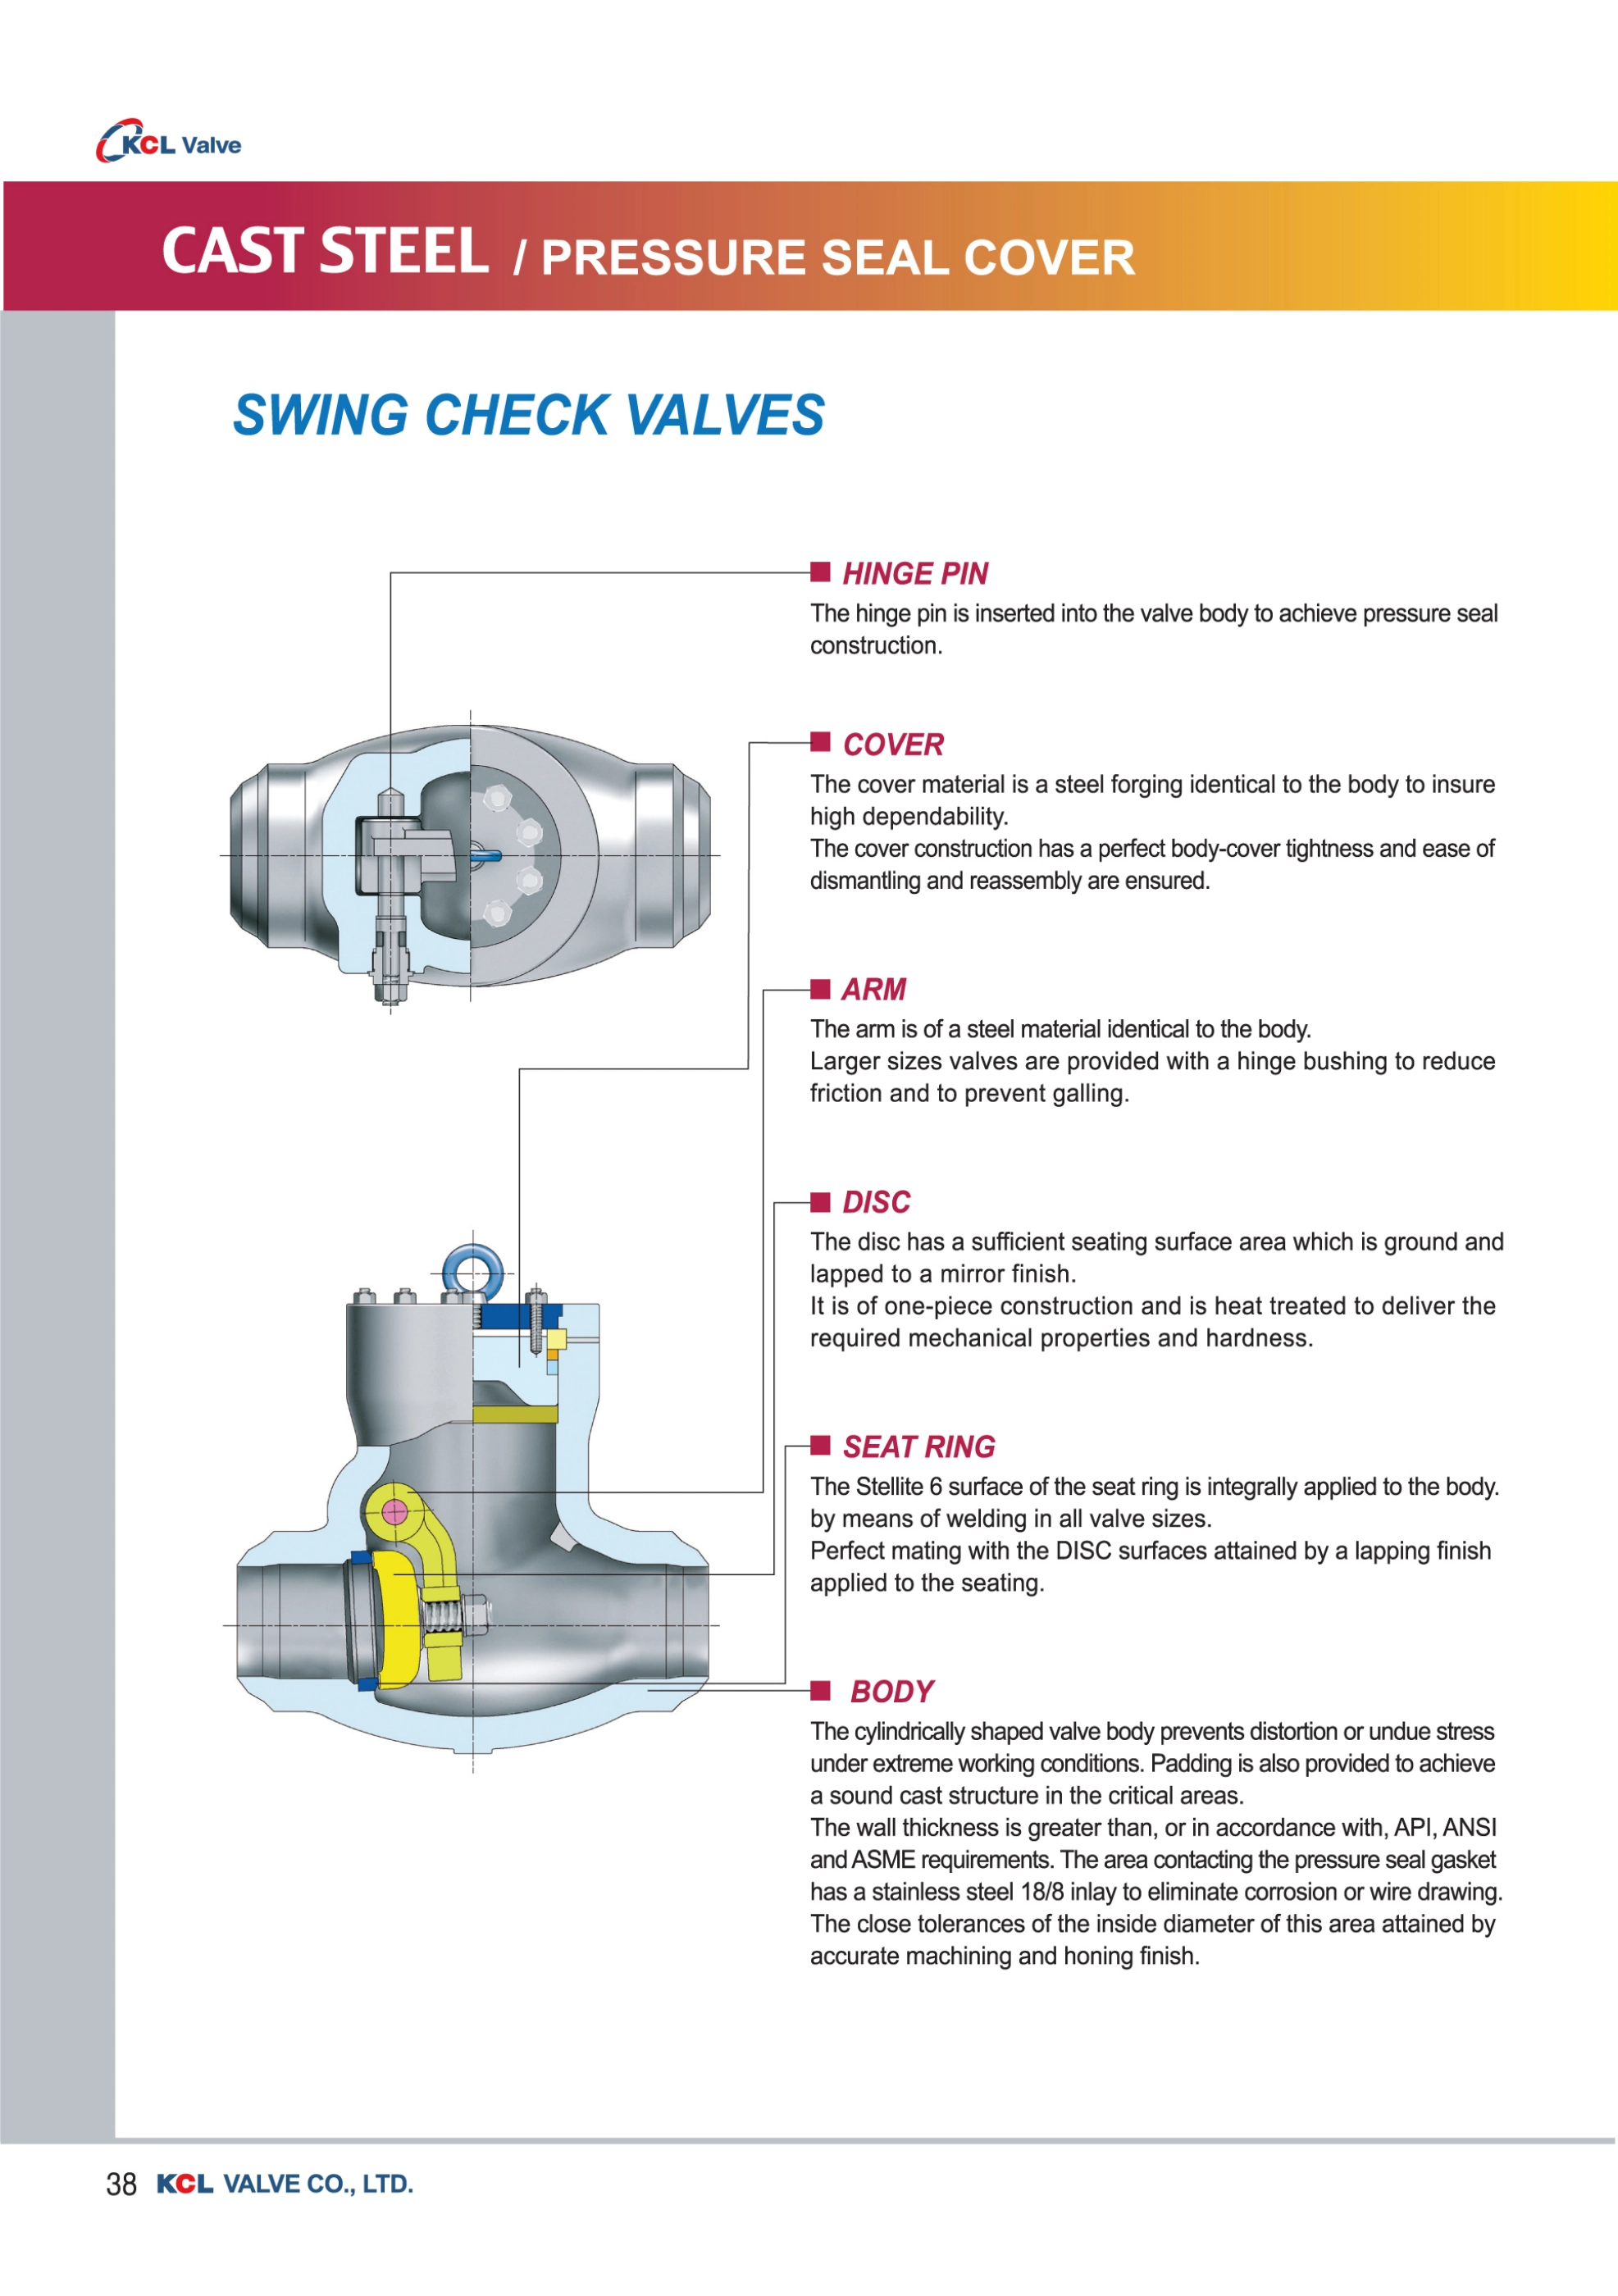 KCL Valve
CAST STEEL / PRESSURE SEAL COVER
SWING CHECK VALVES
HINGE PIN
The hinge pin is inserted into the valve body to achieve pressure seal
construction.
COVER
The cover material is a steel forging identical to the body to insure
high dependability.
The cover construction has a perfect body-cover tightness and ease of
dismantling and reassembly are ensured.
ARM
The arm is of a steel material identical to the body.
Larger sizes valves are provided with a hinge bushing to reduce
friction and to prevent galling.
DISC
The disc has a sufficient seating surface area which is ground and
lapped to a mirror finish.
It is of one-piece construction and is heat treated to deliver the
required mechanical properties and hardness.
SEAT RING
The Stellite 6 surface of the seat ring is integrally applied to the body.
by means of welding in all valve sizes.
Perfect mating with the DISC surfaces attained by a lapping finish
applied to the seating.
BODY
The cylindrically shaped valve body prevents distortion or undue stress
under extreme working conditions. Padding is also provided to achieve
a sound cast structure in the critical areas.
The wall thickness is greater than, or in accordance with, API, ANSI
and ASME requirements. The area contacting the pressure seal gasket
has a stainless steel 18/8 inlay to eliminate corrosion or wire drawing.
The close tolerances of the inside diameter of this area attained by
accurate machining and honing finish.
38 KCL VALVE CO., LTD.